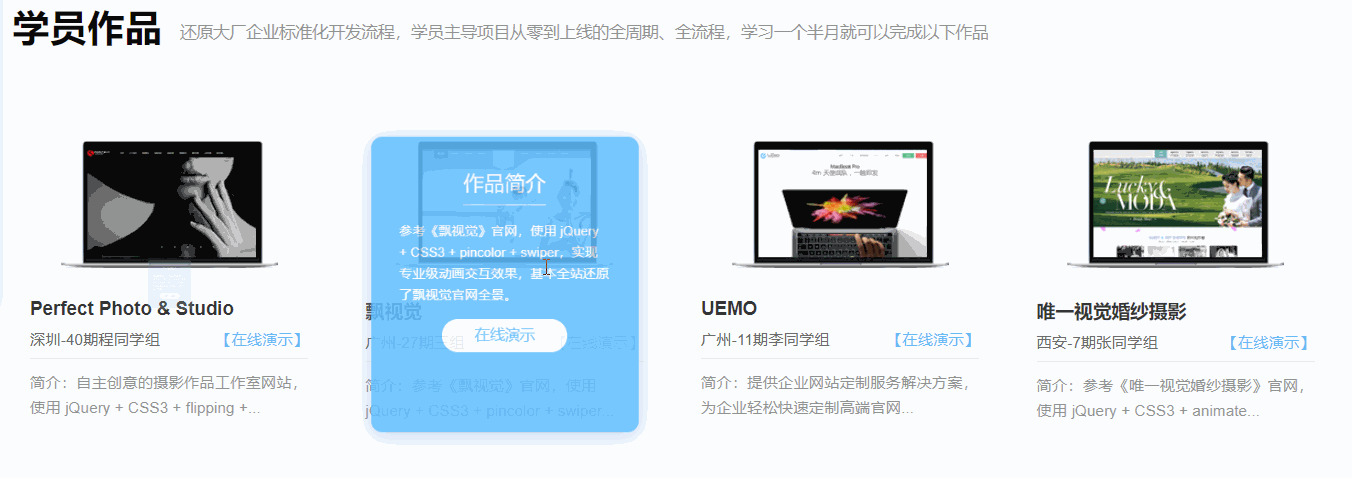 学员作品 还原大厂企业标准化开发流程，学员主导项目从零到上线的全周期、全流程，学习一个半月就可以完成以下作品
Perfect Photo & Studio
深圳-40期程同学组 【在线演示】
简介：自主创意的摄影作品工作室网站，
使用 jQuery + CSS3 + flipping +...
作品简介
参考《飘视觉》官网，使用 jQuery
+ CSS3 + pincolor + swiper，实现
专业级动画交互效果，基本全站还原
了飘视觉官网全景。
在线演示
飘视觉
广州-27期王组 【在线演示】
简介：参考《飘视觉》官网，使用
jQuery + CSS3 + pincolor + swiper...
MacBook Pro
UEMO
广州-11期李同学组 【在线演示】
简介：提供企业网站定制服务解决方案，
为企业轻松快速定制高端官网...
Lucky&
MODA
唯一视觉婚纱摄影
西安-7期张同学组 【在线演示】
简介：参考《唯一视觉婚纱摄影》官网，
使用 jQuery + CSS3 + animate...